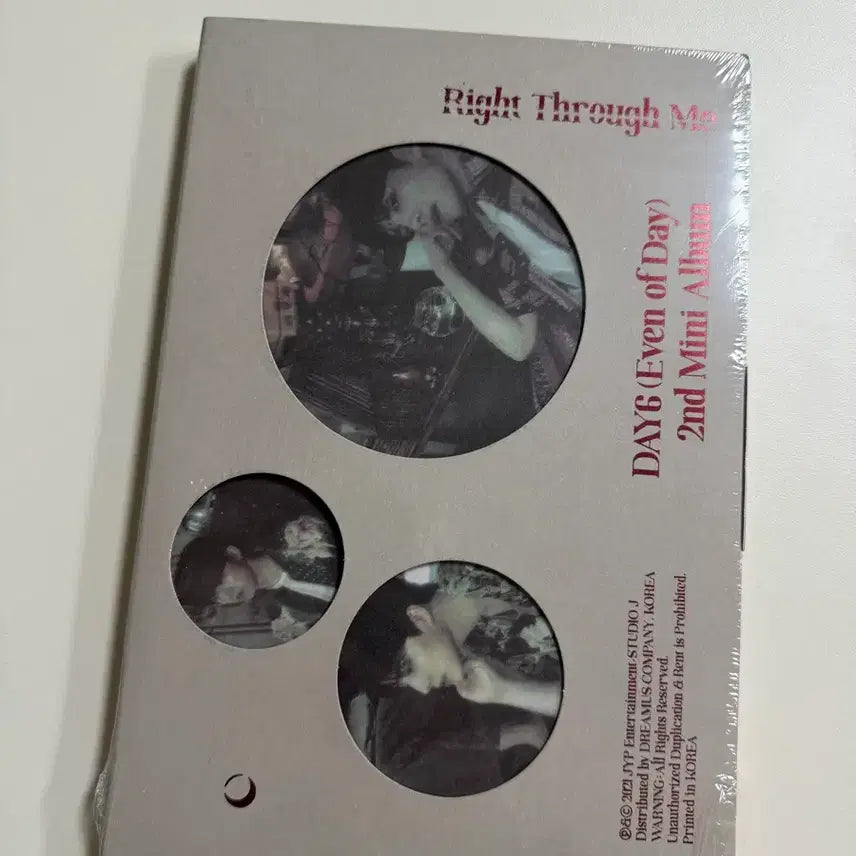 Right Through Me
DAY6 (Even of Day)
2nd Mini Album
℗&© 2021 JYP Entertainment·STUDIO J
Distributed by DREAMUS COMPANY. KOREA
WARNING:All Rights Reserved.
Unauthorized Duplication & Rent is Prohibited.
Printed in KOREA